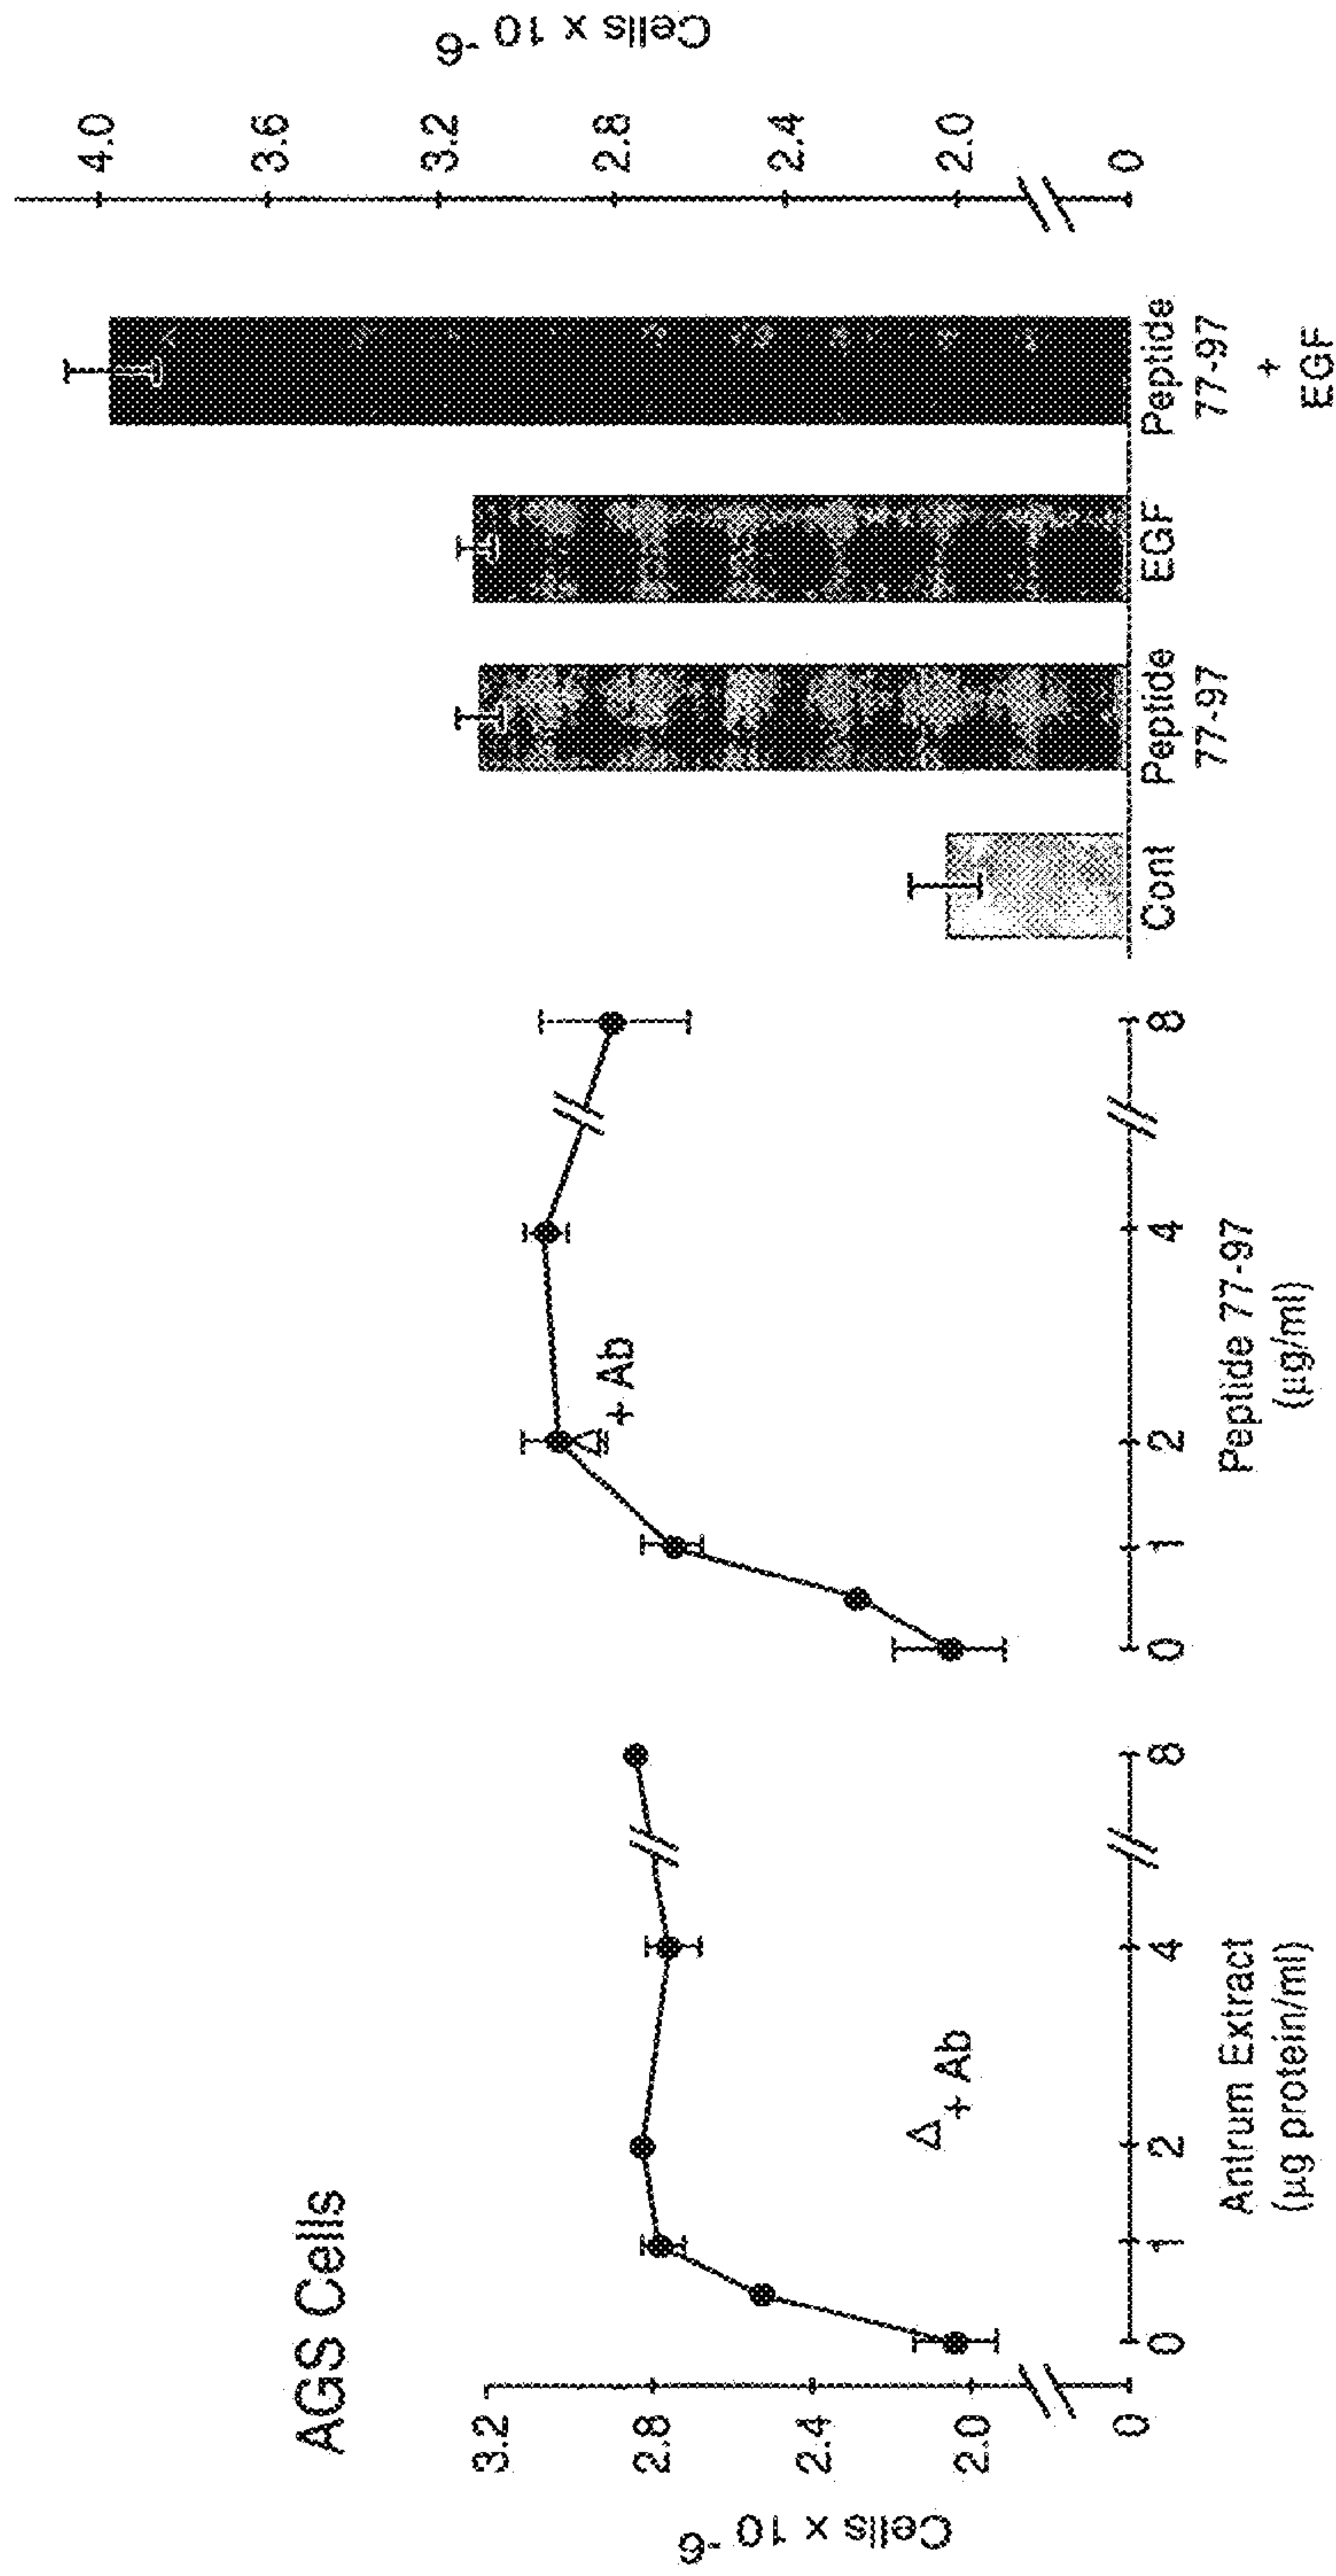 AGS Cells
Cells x 10 -6
3.2
2.8
2.4
2.0
0
0 1 2 4 8
Antrum Extract
(µg protein/ml)
+ Ab
0 1 2 4 8
Peptide 77-97
(µg/ml)
+ Ab
Cont
Peptide
77-97
EGF
Peptide
77-97
+
EGF
4.0
3.6
3.2
2.8
2.4
2.0
0
Cells x 10 -6